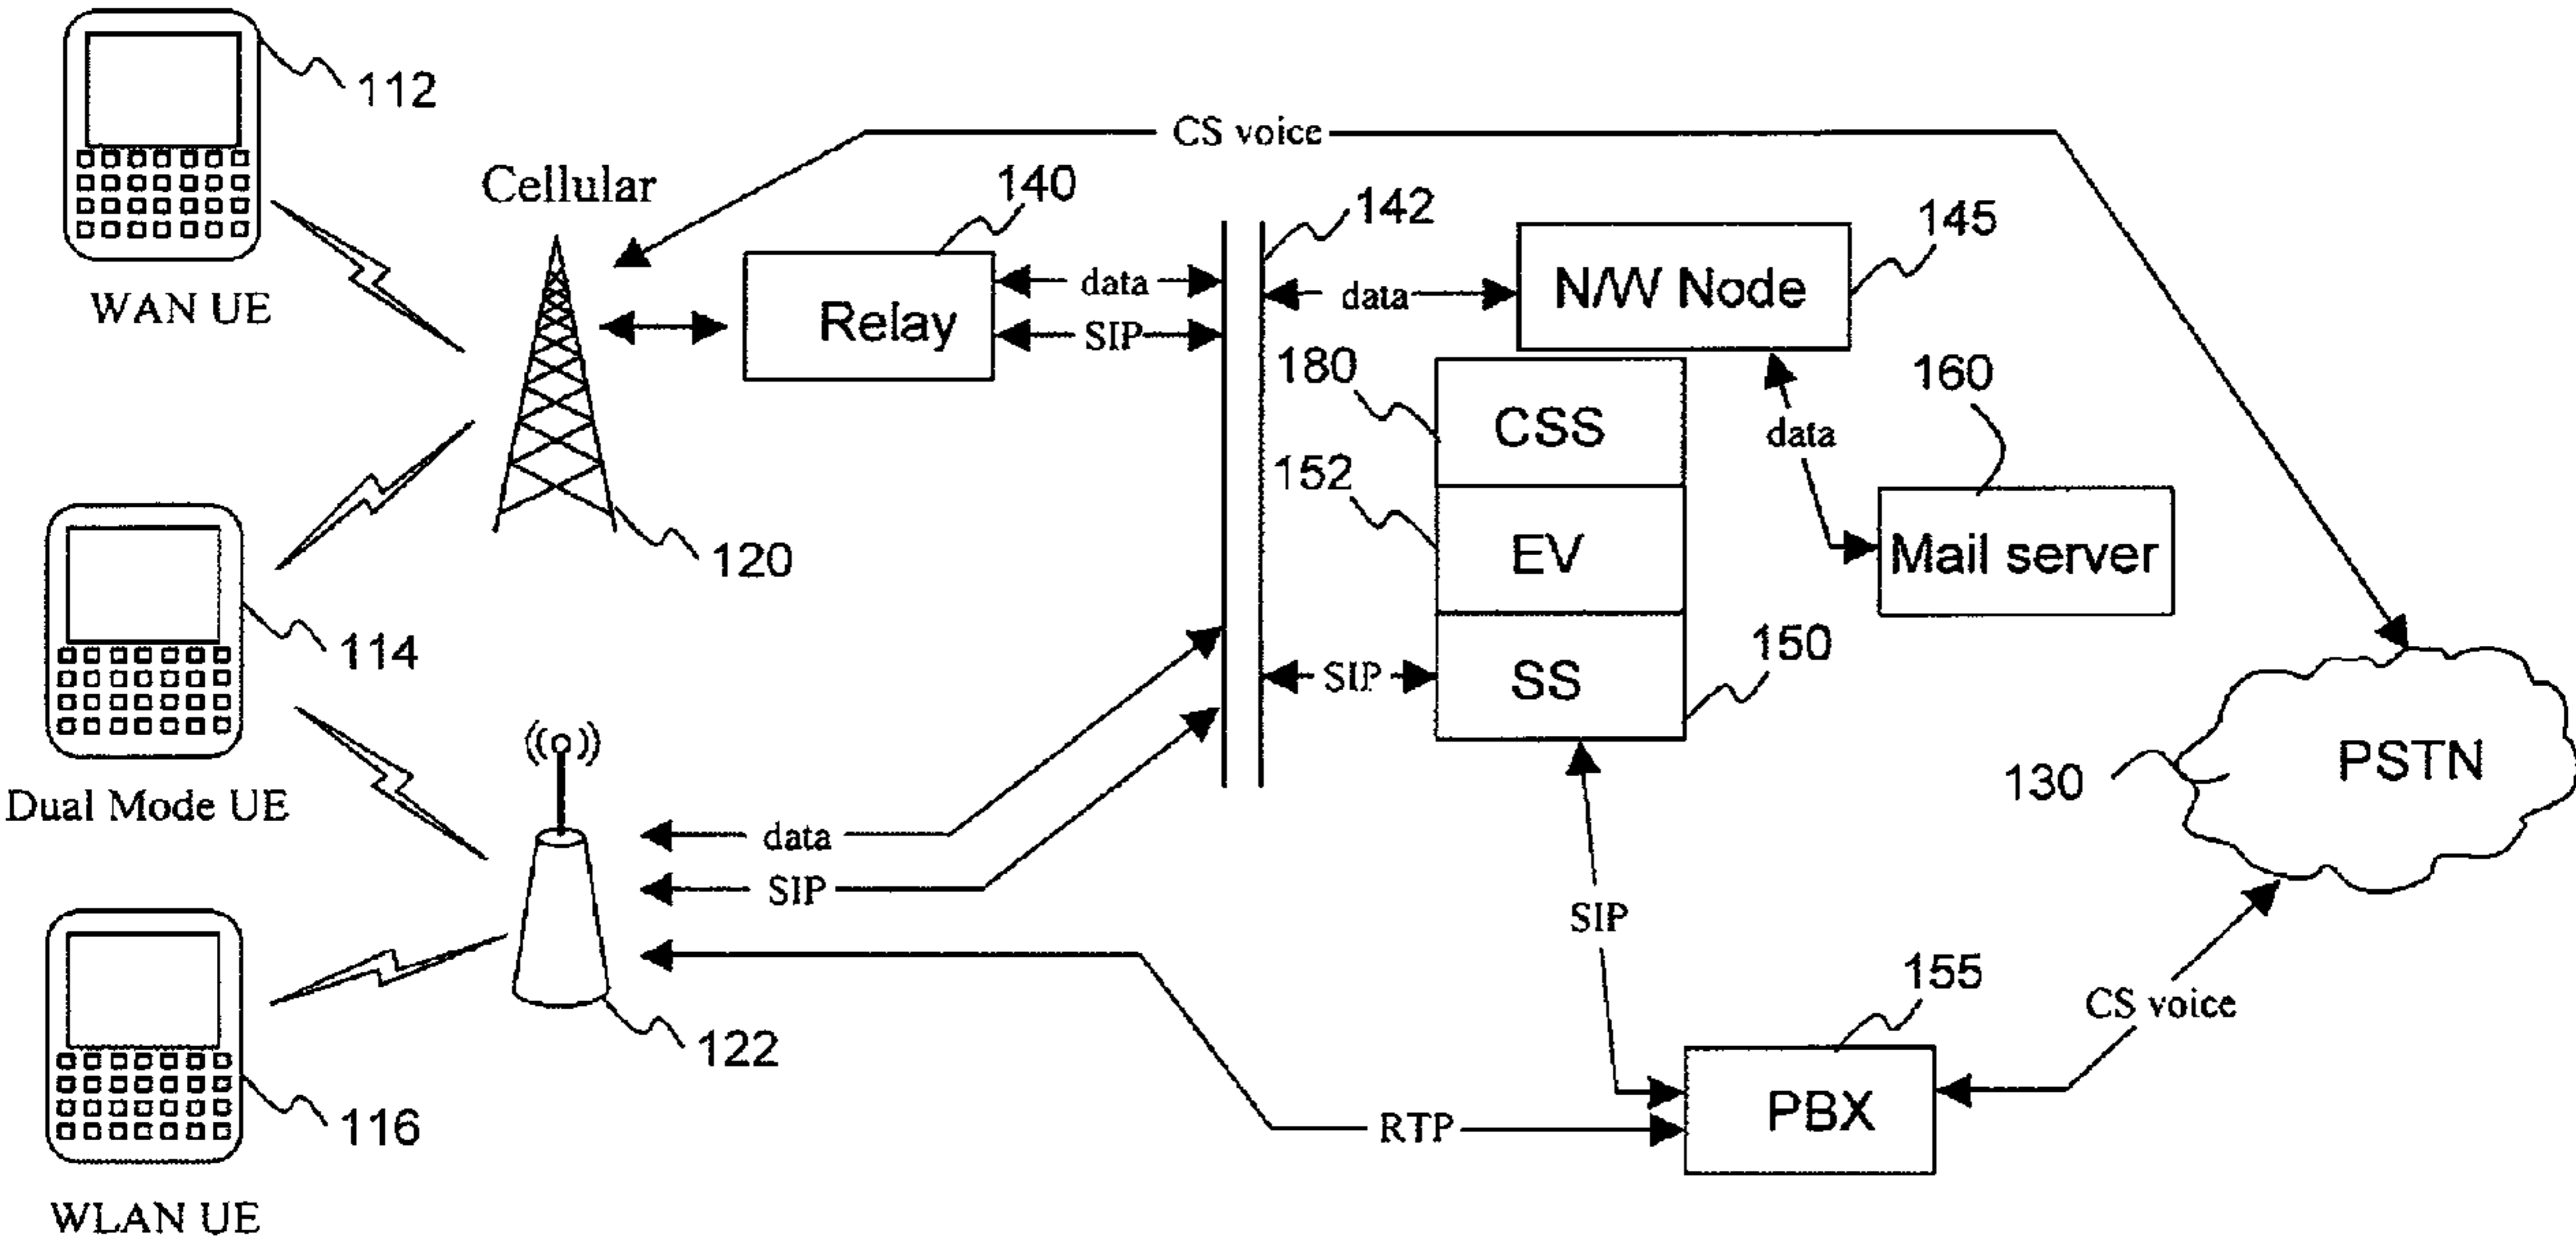 112
WAN UE
Cellular
CS voice
140
Relay
data
SIP
142
data
N/W Node
145
180
CSS
152
EV
SS
150
data
160
Mail server
120
114
Dual Mode UE
SIP
130
PSTN
data
SIP
122
SIP
155
CS voice
PBX
RTP
116
WLAN UE